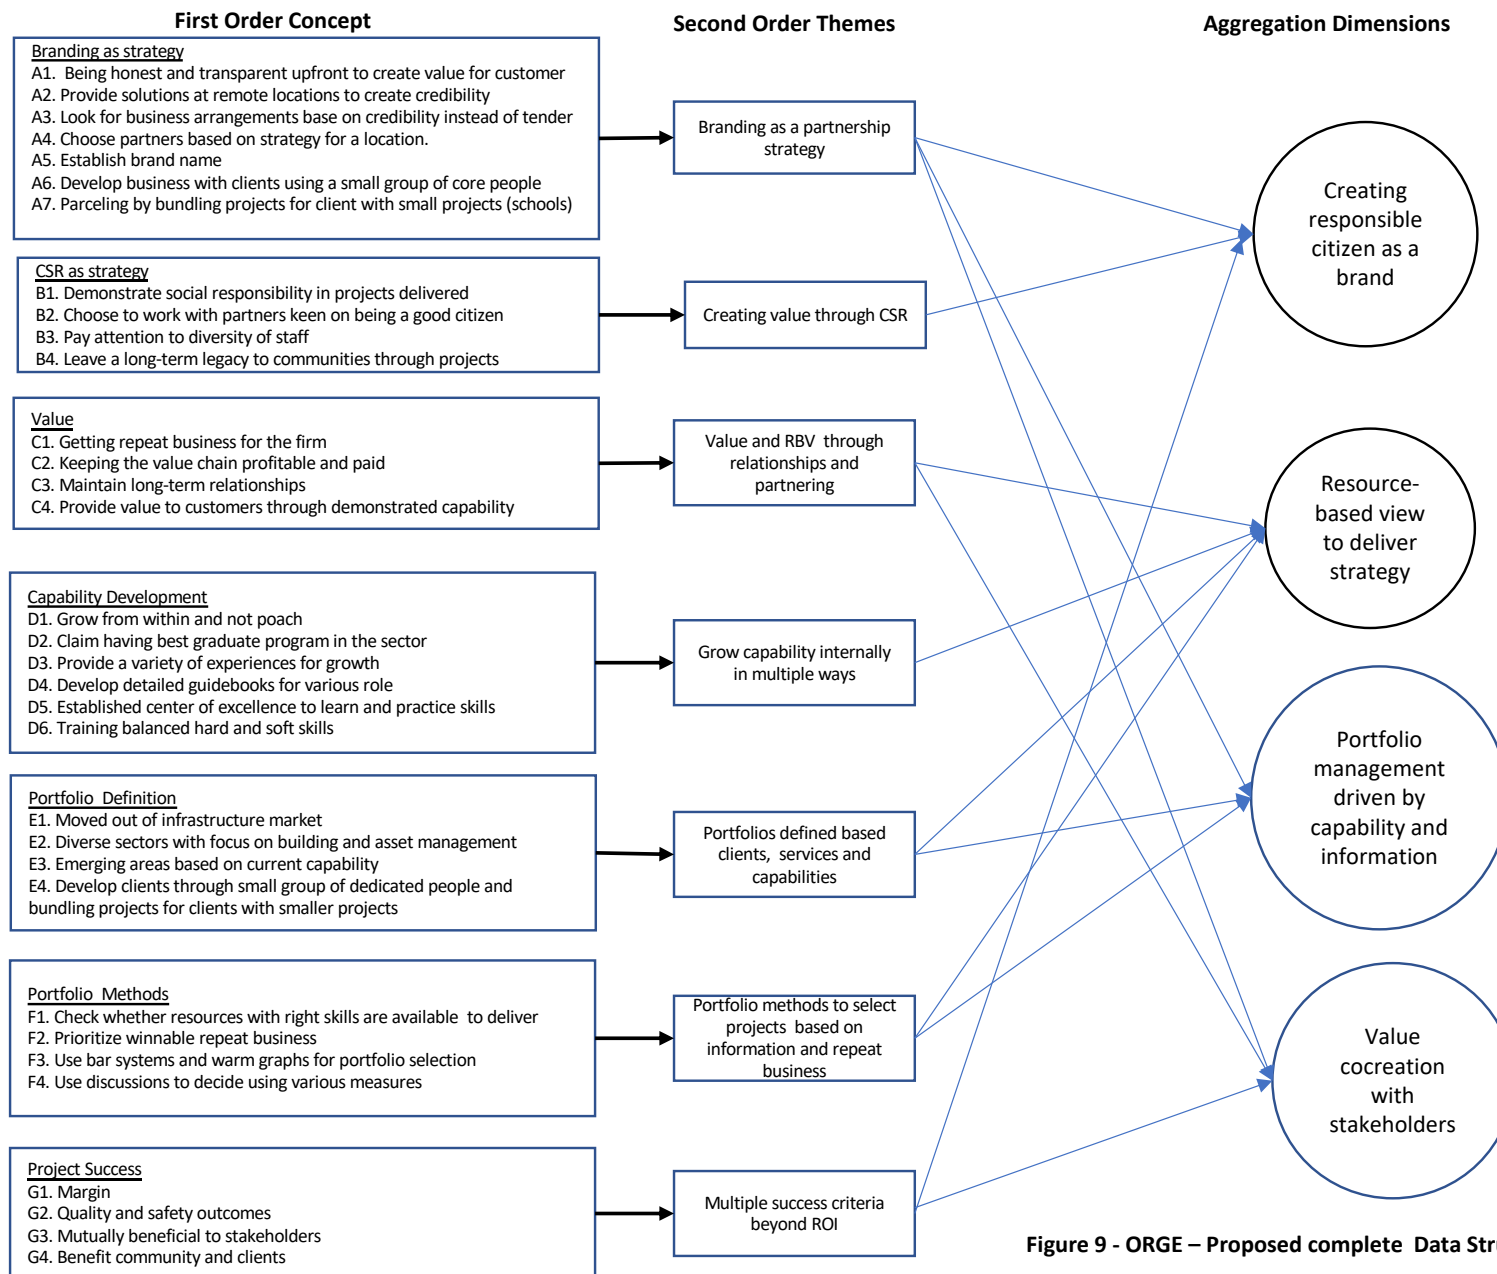 First Order Concept
Second Order Themes
Aggregation Dimensions
Branding as strategy
A1. Being honest and transparent upfront to create value for customer
A2. Provide solutions at remote locations to create credibility
A3. Look for business arrangements base on credibility instead of tender
A4. Choose partners based on strategy for a location.
A5. Establish brand name
A6. Develop business with clients using a small group of core people
A7. Parceling by bundling projects for client with small projects (schools)
Branding as a partnership
strategy
Creating
responsible
citizen as a
brand
CSR as strategy
B1. Demonstrate social responsibility in projects delivered
B2. Choose to work with partners keen on being a good citizen
B3. Pay attention to diversity of staff
B4. Leave a long-term legacy to communities through projects
Creating value through CSR
Value
C1. Getting repeat business for the firm
C2. Keeping the value chain profitable and paid
C3. Maintain long-term relationships
C4. Provide value to customers through demonstrated capability
Value and RBV through
relationships and
partnering
Resource-
based view
to deliver
strategy
Capability Development
D1. Grow from within and not poach
D2. Claim having best graduate program in the sector
D3. Provide a variety of experiences for growth
D4. Develop detailed guidebooks for various role
D5. Established center of excellence to learn and practice skills
D6. Training balanced hard and soft skills
Grow capability internally
in multiple ways
Portfolio Definition
E1. Moved out of infrastructure market
E2. Diverse sectors with focus on building and asset management
E3. Emerging areas based on current capability
E4. Develop clients through small group of dedicated people and
bundling projects for clients with smaller projects
Portfolios defined based
clients, services and
capabilities
Portfolio
management
driven by
capability and
information
Portfolio Methods
F1. Check whether resources with right skills are available to deliver
F2. Prioritize winnable repeat business
F3. Use bar systems and warm graphs for portfolio selection
F4. Use discussions to decide using various measures
Portfolio methods to select
projects based on
information and repeat
business
Value
cocreation
with
stakeholders
Project Success
G1. Margin
G2. Quality and safety outcomes
G3. Mutually beneficial to stakeholders
G4. Benefit community and clients
Multiple success criteria
beyond ROI
Figure 9 - ORGE – Proposed complete Data Stru